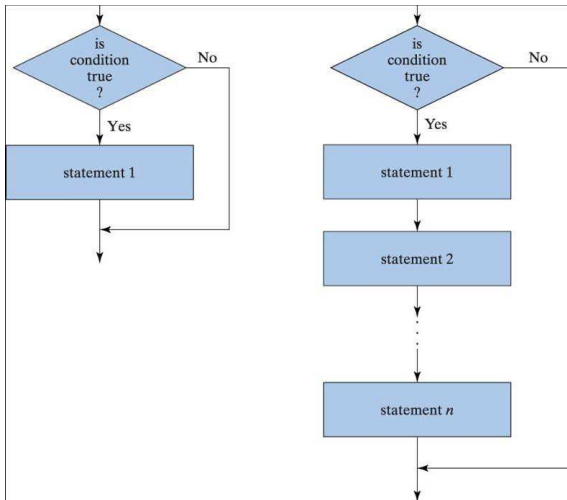 is
condition
true
?
No
Yes
statement 1
is
condition
true
?
No
Yes
statement 1
statement 2
statement n